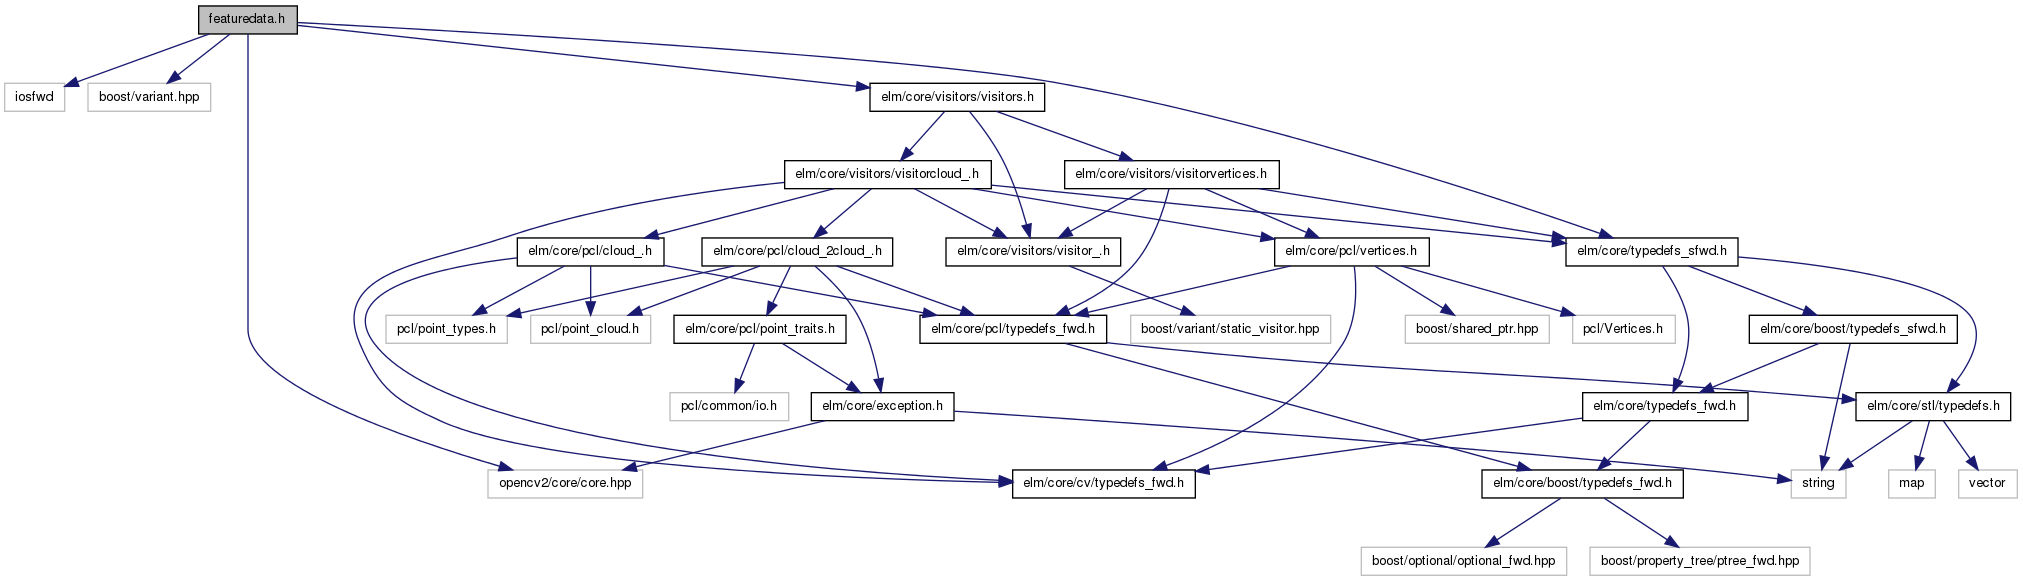 featuredata.h
iosfwd
boost/variant.hpp
elm/core/visitors/visitors.h
elm/core/visitors/visitorcloud_.h
elm/core/visitors/visitorvertices.h
elm/core/pcl/cloud_.h
elm/core/pcl/cloud_2cloud_.h
elm/core/visitors/visitor_.h
elm/core/pcl/vertices.h
elm/core/typedefs_sfwd.h
pcl/point_types.h
pcl/point_cloud.h
elm/core/pcl/point_traits.h
elm/core/pcl/typedefs_fwd.h
boost/variant/static_visitor.hpp
boost/shared_ptr.hpp
pcl/Vertices.h
elm/core/boost/typedefs_sfwd.h
pcl/common/io.h
elm/core/exception.h
elm/core/typedefs_fwd.h
elm/core/stl/typedefs.h
opencv2/core/core.hpp
elm/core/cv/typedefs_fwd.h
elm/core/boost/typedefs_fwd.h
string
map
vector
boost/optional/optional_fwd.hpp
boost/property_tree/ptree_fwd.hpp